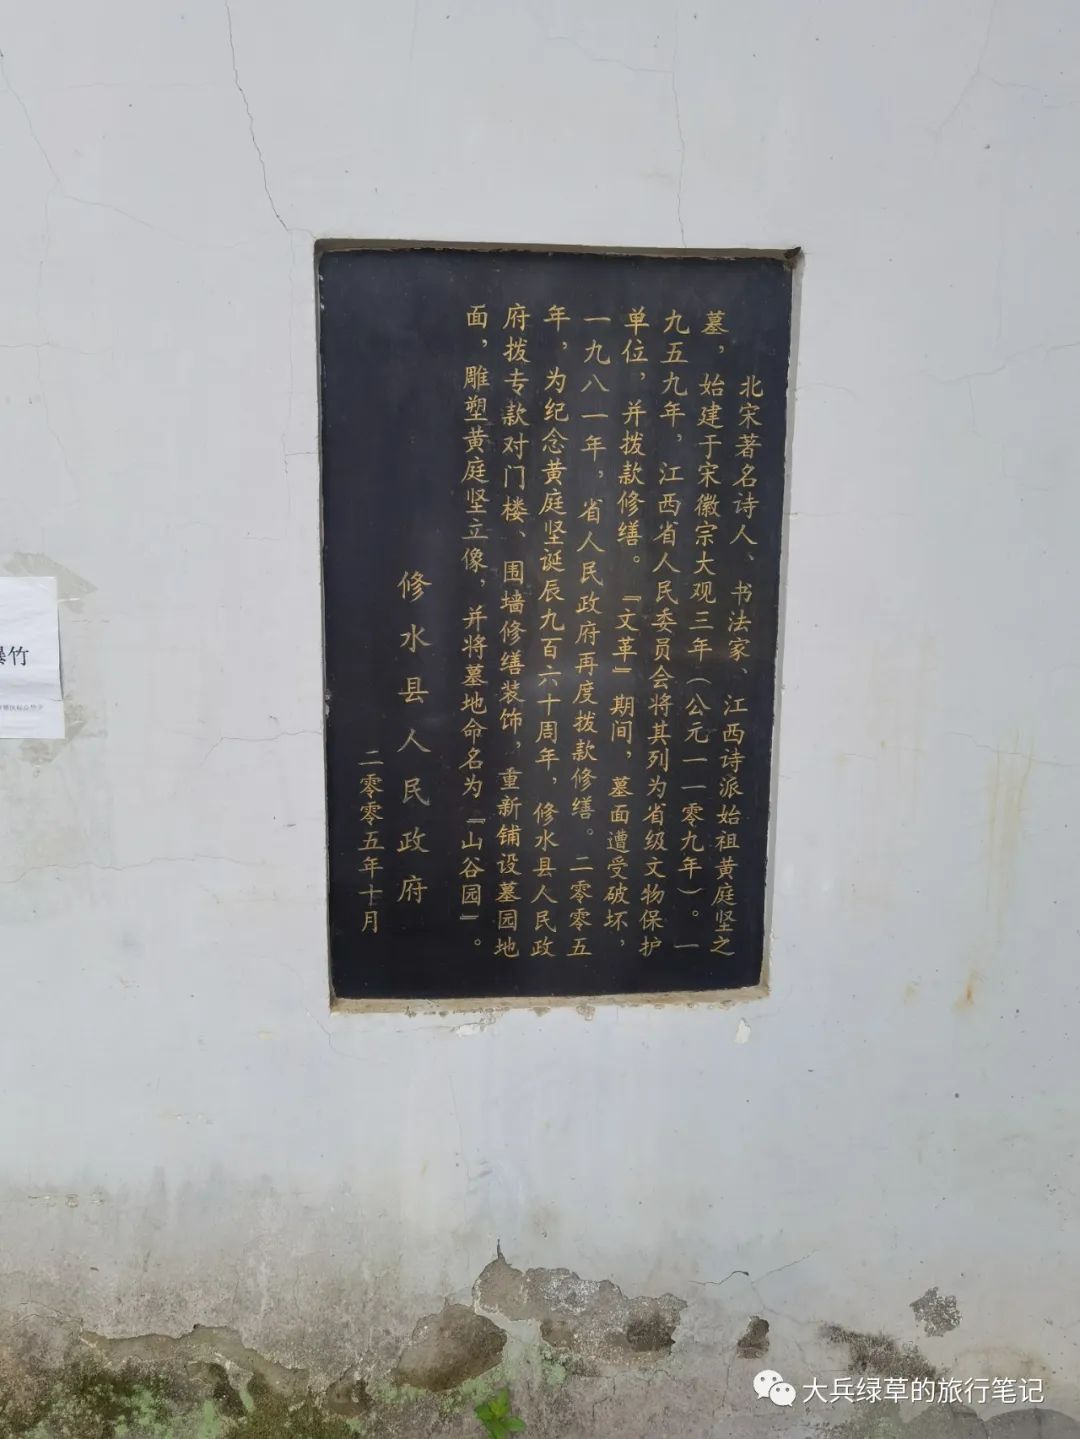 北宋著名诗人、书法家、江西诗派始祖黄庭坚之
墓，始建于宋徽宗大观三年（公元一一零九年）。一
九五九年，江西省人民委员会将其列为省级文物保护
单位，并拨款修缮。『文革』期间，墓面遭受破坏，
一九八一年，省人民政府再度拨款修缮。二零零五
年，为纪念黄庭坚诞辰九百六十周年，修水县人民政
府拨专款对门楼、围墙修缮装饰，重新铺设墓园地
面，雕塑黄庭坚立像，并将墓地命名为『山谷园』。
修水县人民政府
二零零五年十月
爆竹
大兵绿草的旅行笔记